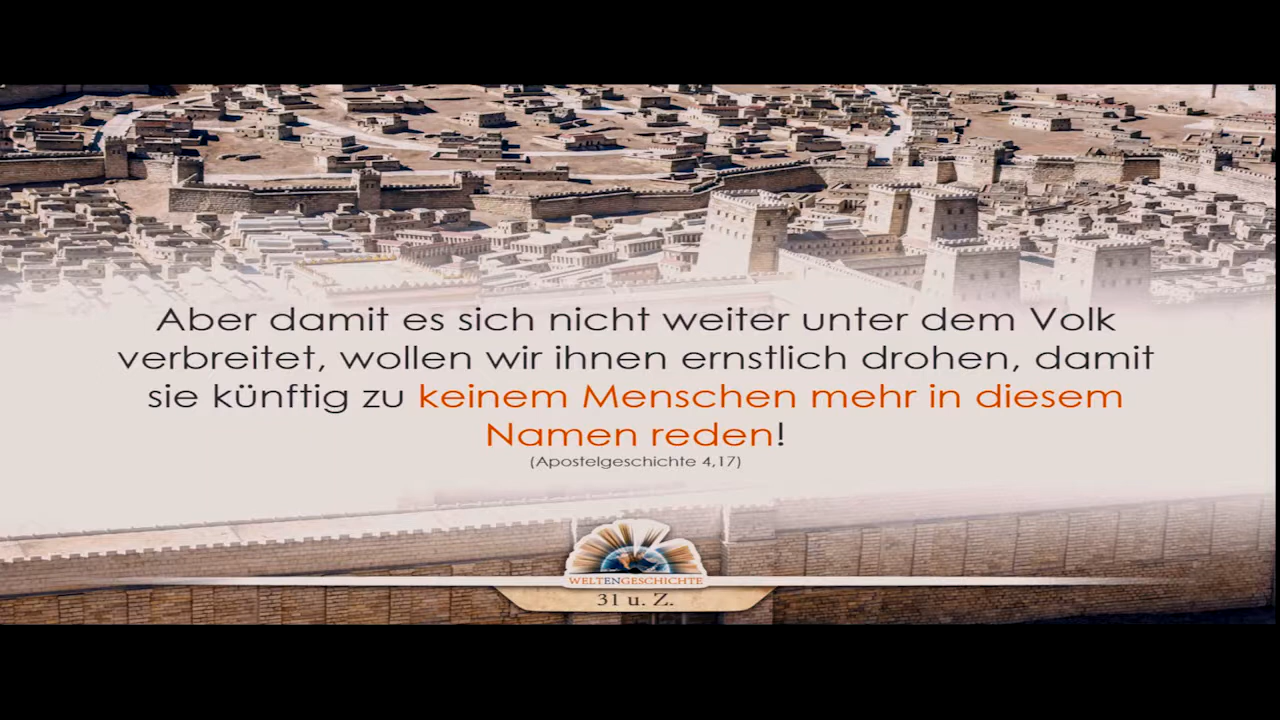 Aber damit es sich nicht weiter unter dem Volk
verbreitet, wollen wir ihnen ernstlich drohen, damit
sie künftig zu keinem Menschen mehr in diesem
Namen reden!
(Apostelgeschichte 4,17)
WELTENGESCHICHTE
31 u. Z.